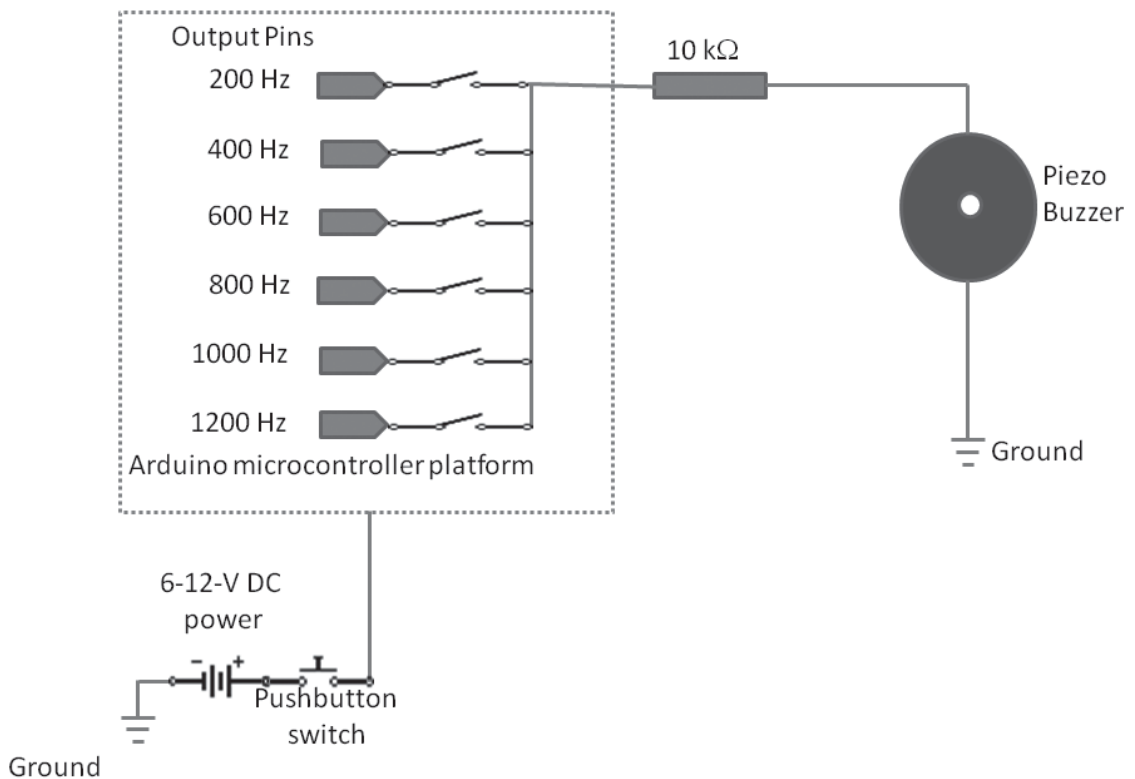 Output Pins
200 Hz
400 Hz
600 Hz
800 Hz
1000 Hz
1200 Hz
Arduino microcontroller platform
10 kΩ
Piezo
Buzzer
Ground
6-12-V DC
power
- +
Pushbutton
switch
Ground